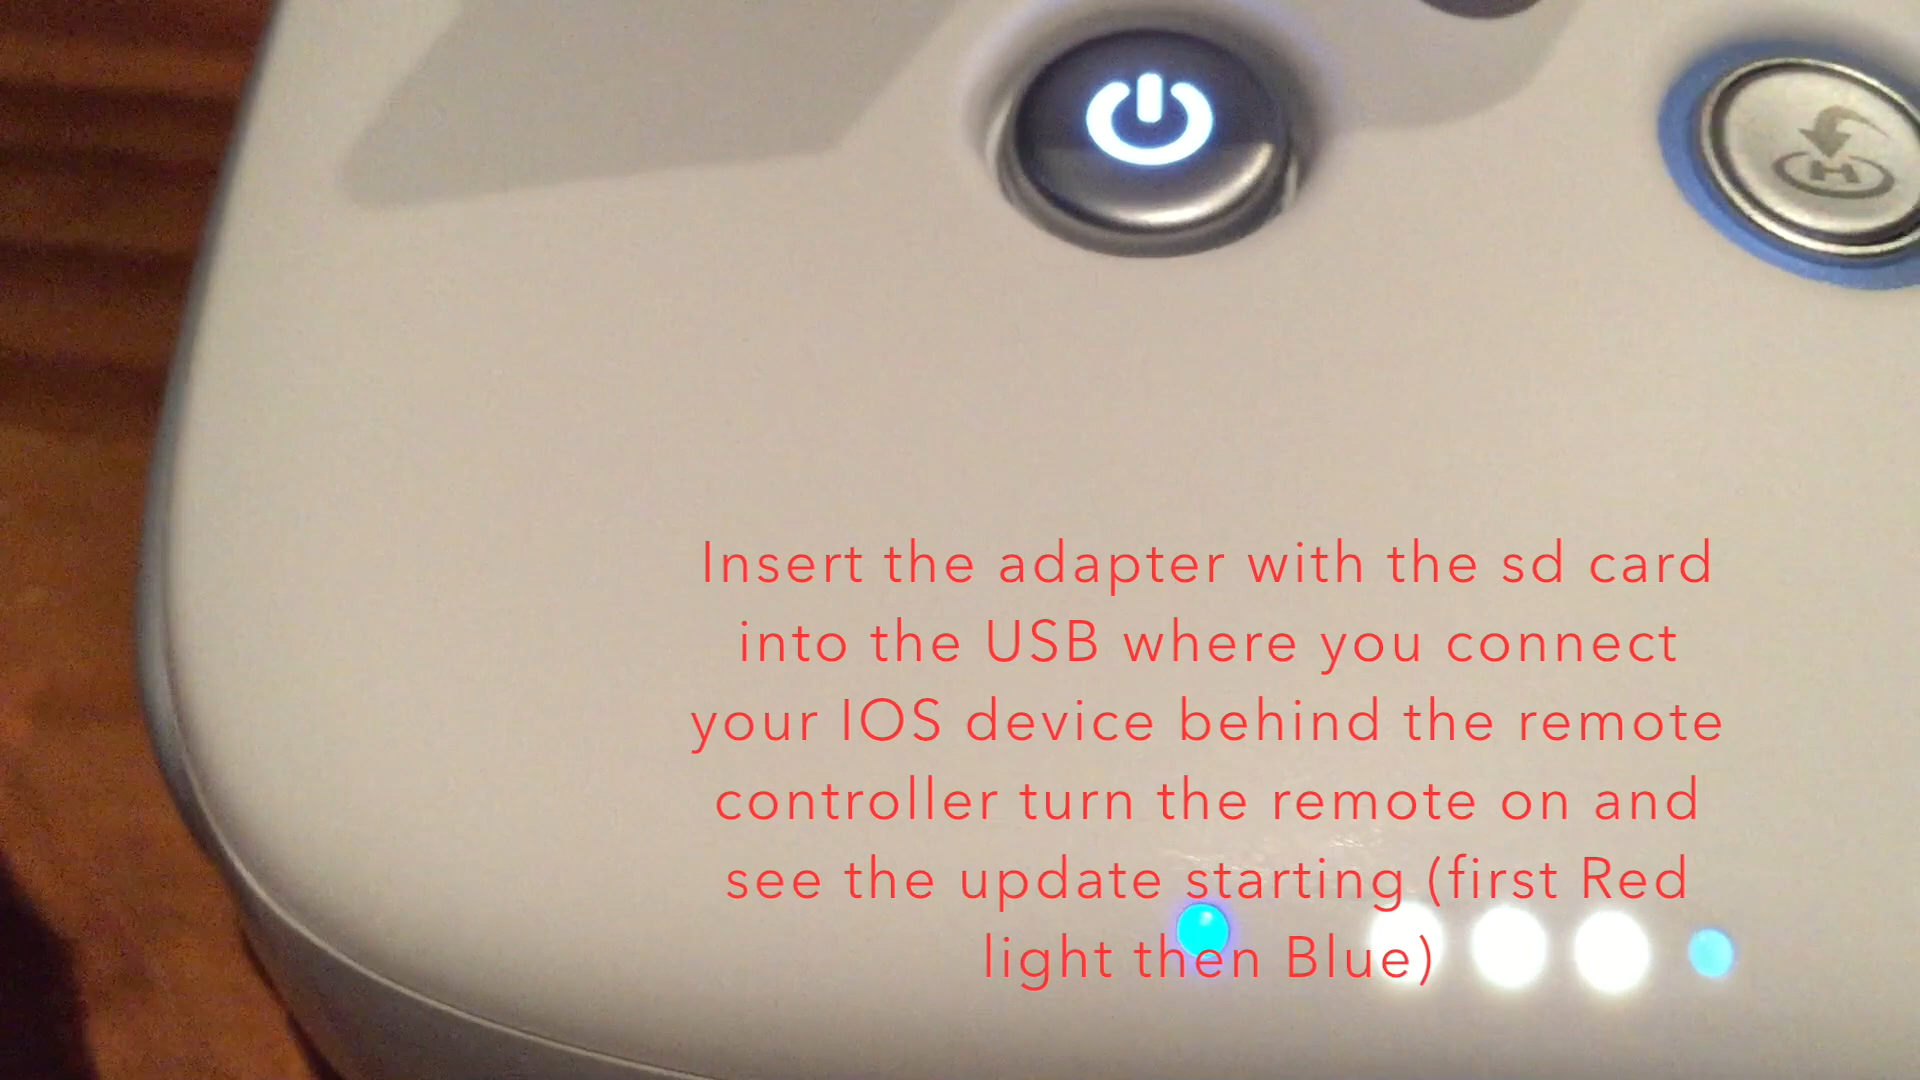 H
Insert the adapter with the sd card
into the USB where you connect
your IOS device behind the remote
controller turn the remote on and
see the update starting (first Red
light then Blue)